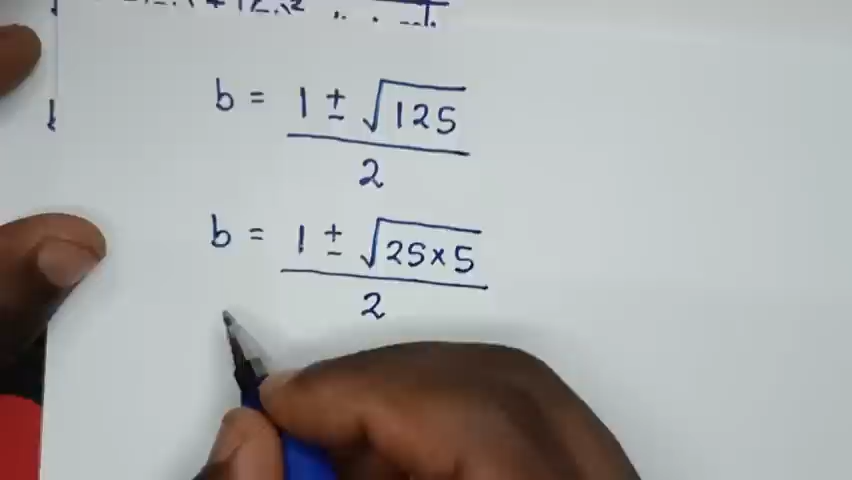 b = 1 ± √125
2
b = 1 ± √25×5
2